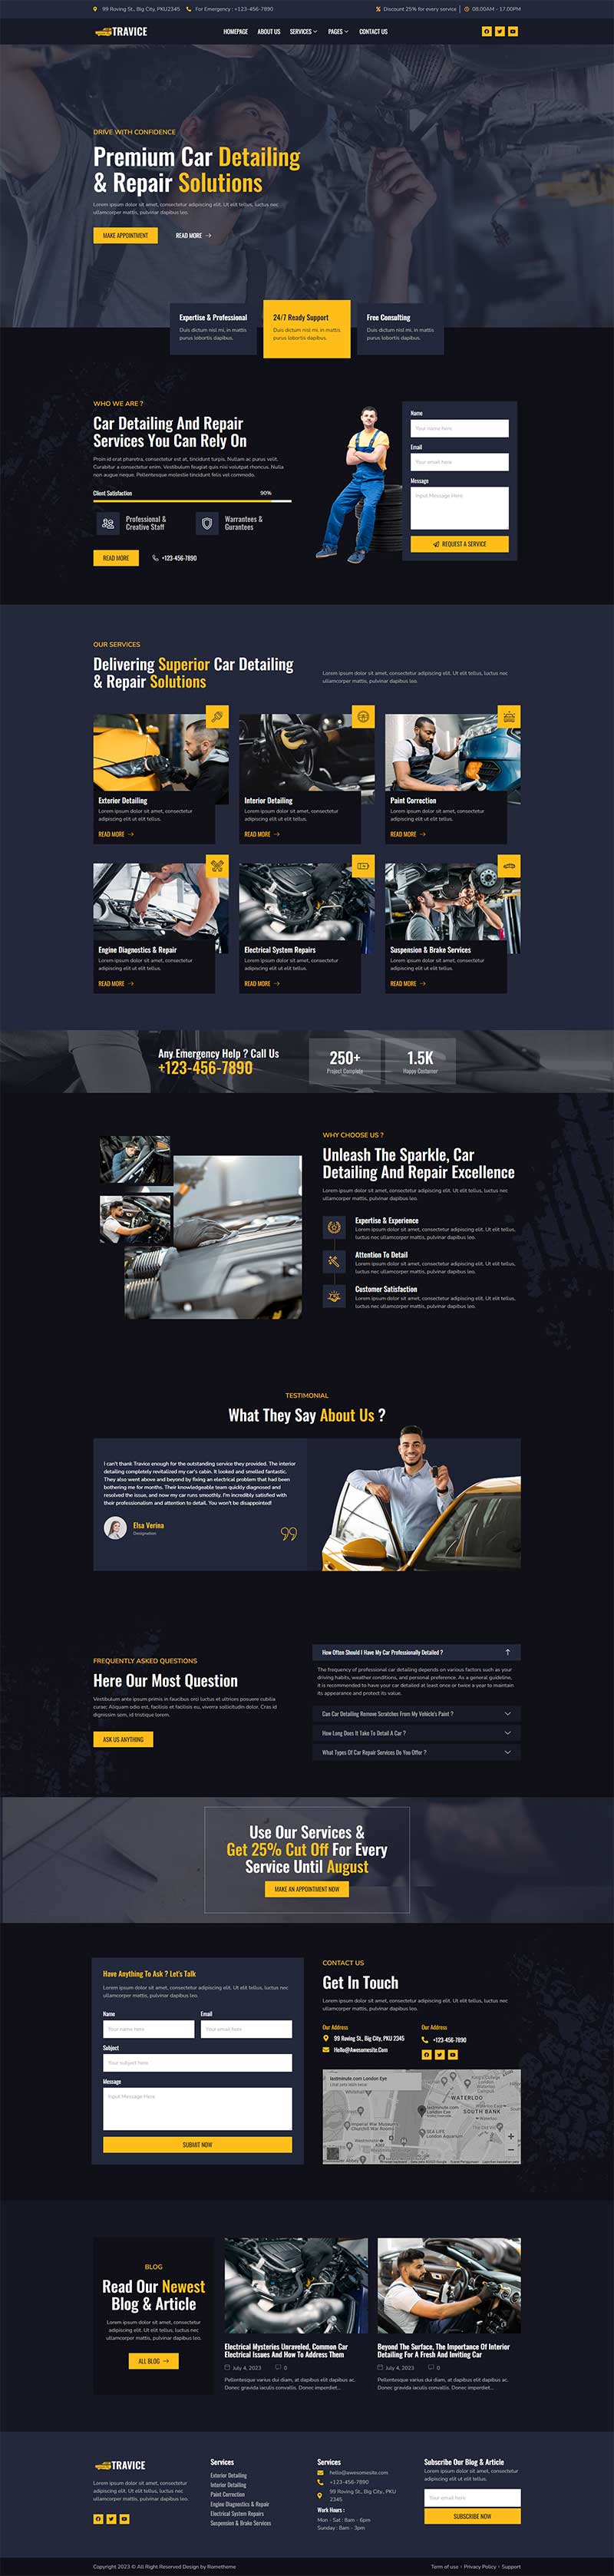 99 Roving St., Big City, PKU2345 For Emergency : +123-456-7890 Discount 25% for every service 08.00AM - 17.00PM
TRAVICE HOMEPAGE ABOUT US SERVICES PAGES CONTACT US
DRIVE WITH CONFIDENCE
Premium Car Detailing
& Repair Solutions
Lorem ipsum dolor sit amet, consectetur adipiscing elit. Ut elit tellus, luctus nec
ullamcorper mattis, pulvinar dapibus leo.
MAKE APPOINTMENT READ MORE
Expertise & Professional
Duis dictum nisl mi, in mattis
purus lobortis dapibus.
24/7 Ready Support
Duis dictum nisl mi, in mattis
purus lobortis dapibus.
Free Consulting
Duis dictum nisl mi, in mattis
purus lobortis dapibus.
WHO WE ARE ?
Car Detailing And Repair
Services You Can Rely On
Proin id erat pharetra, consectetur est at, tincidunt turpis. Nullam ac purus velit.
Curabitur a consectetur enim. Vestibulum feugiat quis nisi volutpat rhoncus. Nulla
non augue neque. Pellentesque molestie tincidunt felis vel commodo.
Client Satisfaction 90%
Professional &
Creative Staff
Warrantees &
Gurantees
READ MORE +123-456-7890
Name
Your name here
Email
Your email here
Message
Input Message Here
REQUEST A SERVICE
OUR SERVICES
Delivering Superior Car Detailing
& Repair Solutions
Lorem ipsum dolor sit amet, consectetur adipiscing elit. Ut elit tellus, luctus nec
ullamcorper mattis, pulvinar dapibus leo.
Exterior Detailing
Lorem ipsum dolor sit amet, consectetur
adipiscing elit ut elit tellus.
READ MORE
Interior Detailing
Lorem ipsum dolor sit amet, consectetur
adipiscing elit ut elit tellus.
READ MORE
Paint Correction
Lorem ipsum dolor sit amet, consectetur
adipiscing elit ut elit tellus.
READ MORE
Engine Diagnostics & Repair
Lorem ipsum dolor sit amet, consectetur
adipiscing elit ut elit tellus.
READ MORE
Electrical System Repairs
Lorem ipsum dolor sit amet, consectetur
adipiscing elit ut elit tellus.
READ MORE
Suspension & Brake Services
Lorem ipsum dolor sit amet, consectetur
adipiscing elit ut elit tellus.
READ MORE
Any Emergency Help ? Call Us
+123-456-7890
250+
Project Complete
1.5K
Happy Costumer
WHY CHOOSE US ?
Unleash The Sparkle, Car
Detailing And Repair Excellence
Lorem ipsum dolor sit amet, consectetur adipiscing elit. Ut elit tellus, luctus nec
ullamcorper mattis, pulvinar dapibus leo.
Expertise & Experience
Lorem ipsum dolor sit amet, consectetur adipiscing elit. Ut elit tellus,
luctus nec ullamcorper mattis, pulvinar dapibus leo.
Attention To Detail
Lorem ipsum dolor sit amet, consectetur adipiscing elit. Ut elit tellus,
luctus nec ullamcorper mattis, pulvinar dapibus leo.
Customer Satisfaction
Lorem ipsum dolor sit amet, consectetur adipiscing elit. Ut elit tellus,
luctus nec ullamcorper mattis, pulvinar dapibus leo.
TESTIMONIAL
What They Say About Us ?
I can't thank Travice enough for the outstanding service they provided. The interior
detailing completely revitalized my car's cabin. It looked and smelled fantastic.
They also went above and beyond by fixing an electrical problem that had been
bothering me for months. Their knowledgeable team quickly diagnosed and
resolved the issue, and now my car runs smoothly. I'm incredibly satisfied with
their professionalism and attention to detail. You won't be disappointed!
Elsa Verina
Designation
FREQUENTLY ASKED QUESTIONS
Here Our Most Question
Vestibulum ante ipsum primis in faucibus orci luctus et ultrices posuere cubilia
curae; Aliquam odio est, facilisis et facilisis eu, viverra sollicitudin dolor. Cras id
dignissim sem, id tristique lorem.
ASK US ANYTHING
How Often Should I Have My Car Professionally Detailed ?
The frequency of professional car detailing depends on various factors such as your
driving habits, weather conditions, and personal preference. As a general guideline,
it is recommended to have your car detailed at least once or twice a year to maintain
its appearance and protect its value.
Can Car Detailing Remove Scratches From My Vehicle's Paint ?
How Long Does It Take To Detail A Car ?
What Types Of Car Repair Services Do You Offer ?
Use Our Services &
Get 25% Cut Off For Every
Service Until August
MAKE AN APPOINTMENT NOW
Have Anything To Ask ? Let's Talk
Lorem ipsum dolor sit amet, consectetur adipiscing elit. Ut elit tellus, luctus nec
ullamcorper mattis, pulvinar dapibus leo.
Name Email
Your name here Your email here
Subject
Your subject here
Message
Input Message Here
SUBMIT NOW
CONTACT US
Get In Touch
Lorem ipsum dolor sit amet, consectetur adipiscing elit. Ut elit tellus, luctus nec
ullamcorper mattis, pulvinar dapibus leo.
Our Address Our Address
99 Roving St., Big City, PKU 2345 +123-456-7890
Hello@Awesomesite.Com
lastminute.com London Eye
WATERLOO
SOUTH BANK
SEA LIFE
London Aquarium
BLOG
Read Our Newest
Blog & Article
Lorem ipsum dolor sit amet, consectetur
adipiscing elit. Ut elit tellus, luctus nec
ullamcorper mattis, pulvinar dapibus leo.
ALL BLOG
Electrical Mysteries Unraveled, Common Car
Electrical Issues And How To Address Them
July 4, 2023 0
Pellentesque varius dui diam, at dapibus elit dapibus ac.
Donec gravida iaculis convallis. Donec imperdiet...
Beyond The Surface, The Importance Of Interior
Detailing For A Fresh And Inviting Car
July 4, 2023 0
Pellentesque varius dui diam, at dapibus elit dapibus ac.
Donec gravida iaculis convallis. Donec imperdiet...
TRAVICE
Lorem ipsum dolor sit amet, consectetur
adipiscing elit. Ut elit tellus, luctus nec
ullamcorper mattis, pulvinar dapibus leo.
Services
Exterior Detailing
Interior Detailing
Paint Correction
Engine Diagnostics & Repair
Electrical System Repairs
Suspension & Brake Services
Services
hello@awesomesite.com
+123-456-7890
99 Roving St., Big City, PKU
2345
Work Hours :
Mon - Sat : 8am - 6pm
Sunday : 8am - 3pm
Subscribe Our Blog & Article
Lorem ipsum dolor sit amet, consectetur
adipiscing elit ut elit tellus.
Your email here
SUBSCRIBE NOW
Copyright 2023 © All Right Reserved Design by Rometheme Term of use Privacy Policy Support